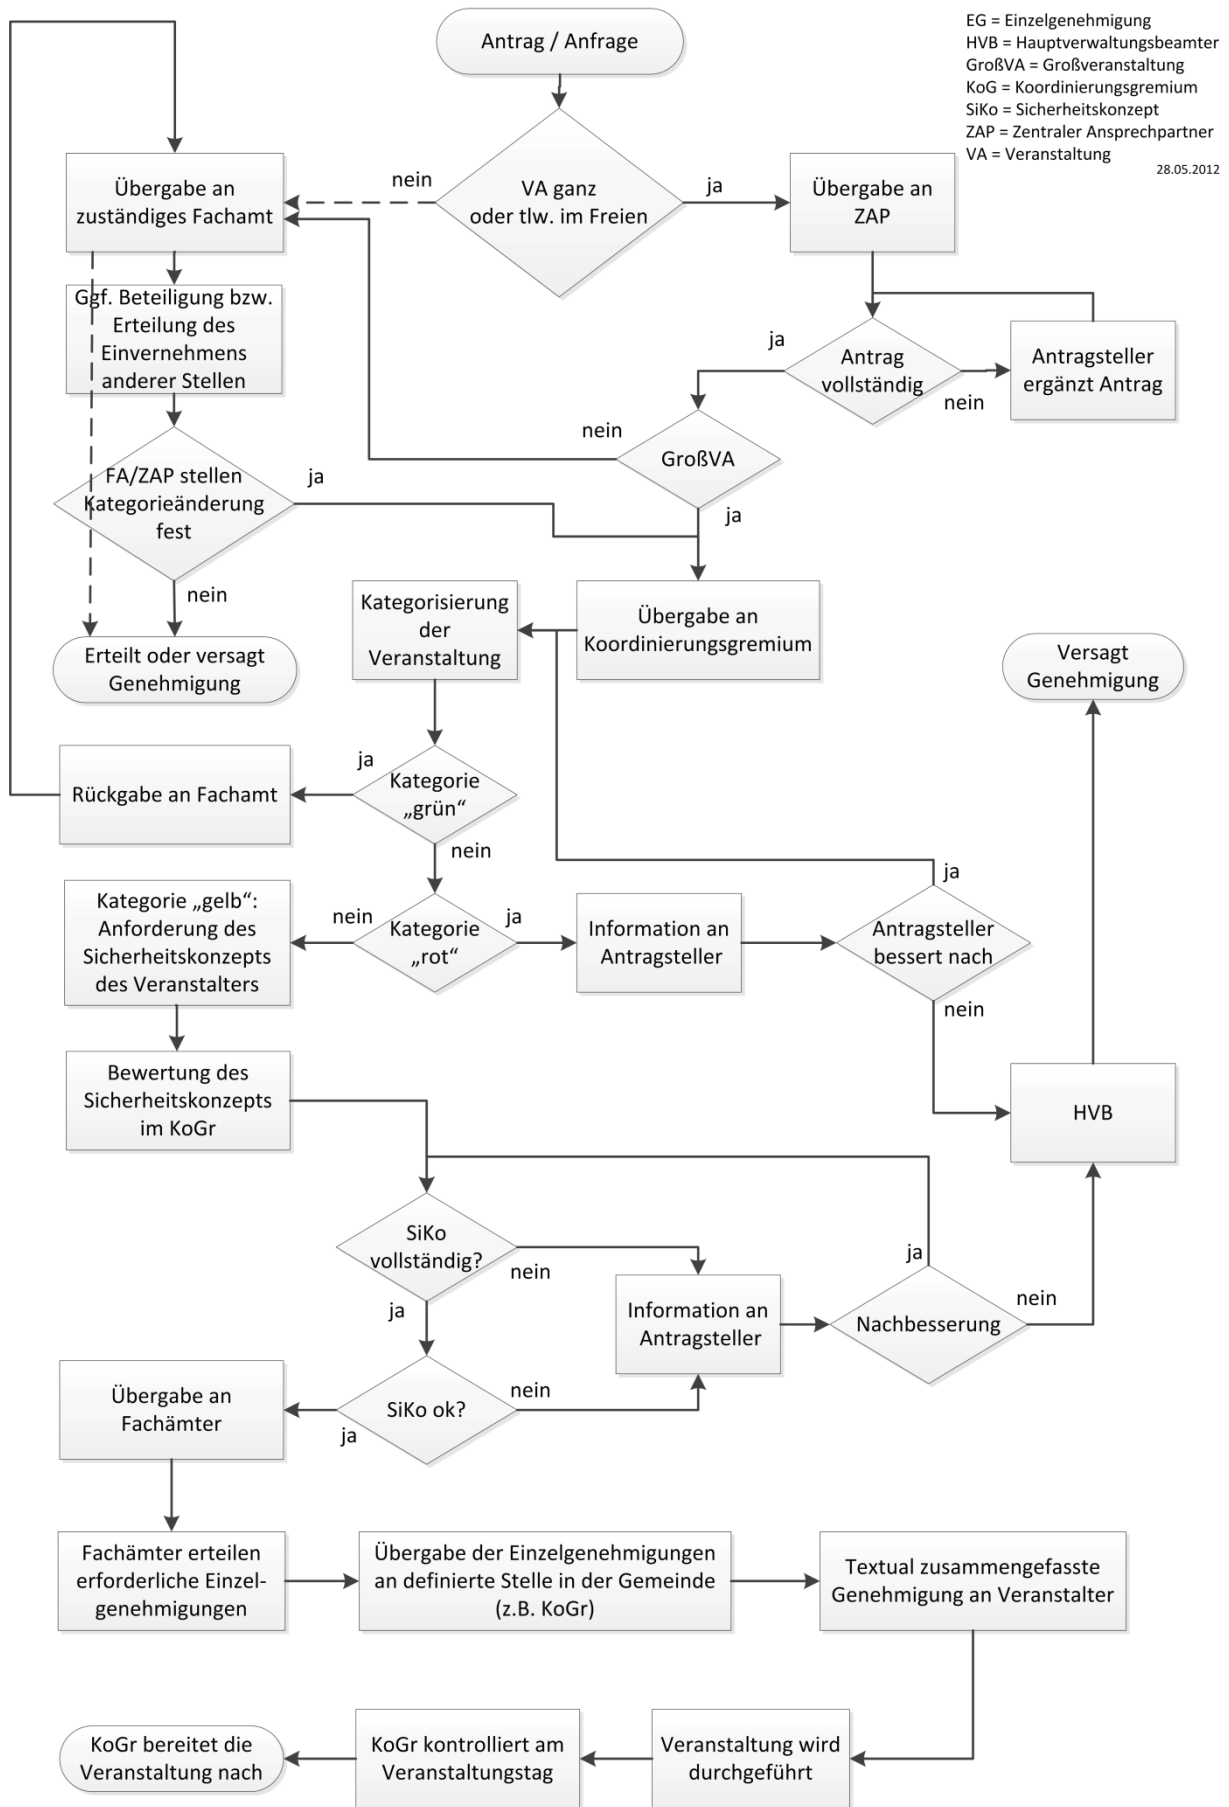 EG = Einzelgenehmigung
HVB = Hauptverwaltungsbeamter
GroßVA = Großveranstaltung
KoG = Koordinierungsgremium
SiKo = Sicherheitskonzept
ZAP = Zentraler Ansprechpartner
VA = Veranstaltung
28.05.2012
Antrag / Anfrage
VA ganz
oder tlw. im Freien
nein
ja
Übergabe an
zuständiges Fachamt
Übergabe an
ZAP
Ggf. Beteiligung bzw.
Erteilung des
Einvernehmens
anderer Stellen
Antrag
vollständig
ja
nein
Antragsteller
ergänzt Antrag
GroßVA
nein
ja
FA/ZAP stellen
Kategorieänderung
fest
ja
nein
Erteilt oder versagt
Genehmigung
Kategorisierung
der
Veranstaltung
Übergabe an
Koordinierungsgremium
Versagt
Genehmigung
Kategorie
„grün“
ja
nein
Rückgabe an Fachamt
Kategorie „gelb“:
Anforderung des
Sicherheitskonzepts
des Veranstalters
nein
Kategorie
„rot“
ja
Information an
Antragsteller
ja
Antragsteller
bessert nach
nein
Bewertung des
Sicherheitskonzepts
im KoGr
HVB
SiKo
vollständig?
nein
ja
Information an
Antragsteller
ja
Nachbesserung
nein
Übergabe an
Fachämter
SiKo ok?
nein
ja
Fachämter erteilen
erforderliche Einzel-
genehmigungen
Übergabe der Einzelgenehmigungen
an definierte Stelle in der Gemeinde
(z.B. KoGr)
Textual zusammengefasste
Genehmigung an Veranstalter
KoGr bereitet die
Veranstaltung nach
KoGr kontrolliert am
Veranstaltungstag
Veranstaltung wird
durchgeführt